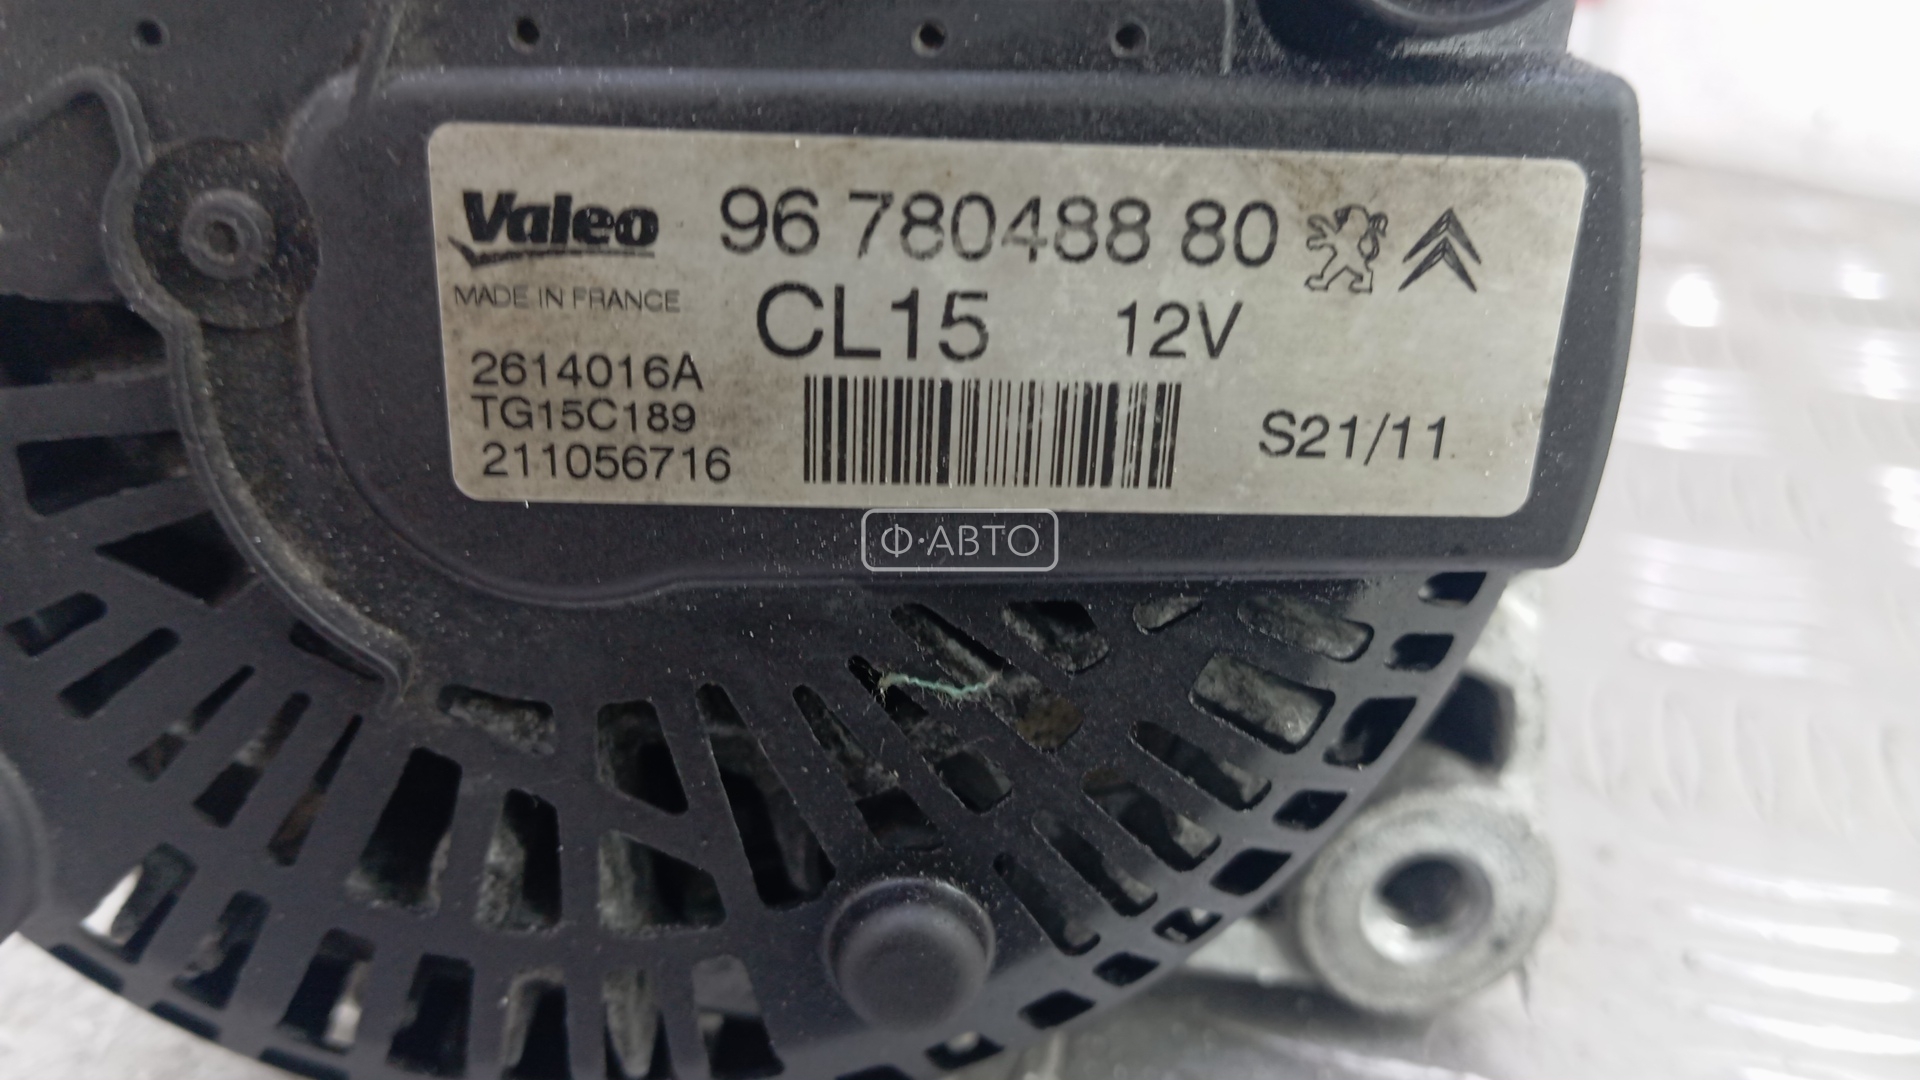 Valeo 96 780488 80
MADE IN FRANCE
CL15 12V
2614016A
TG15C189
211056716
S21/11
Ф·АВТО